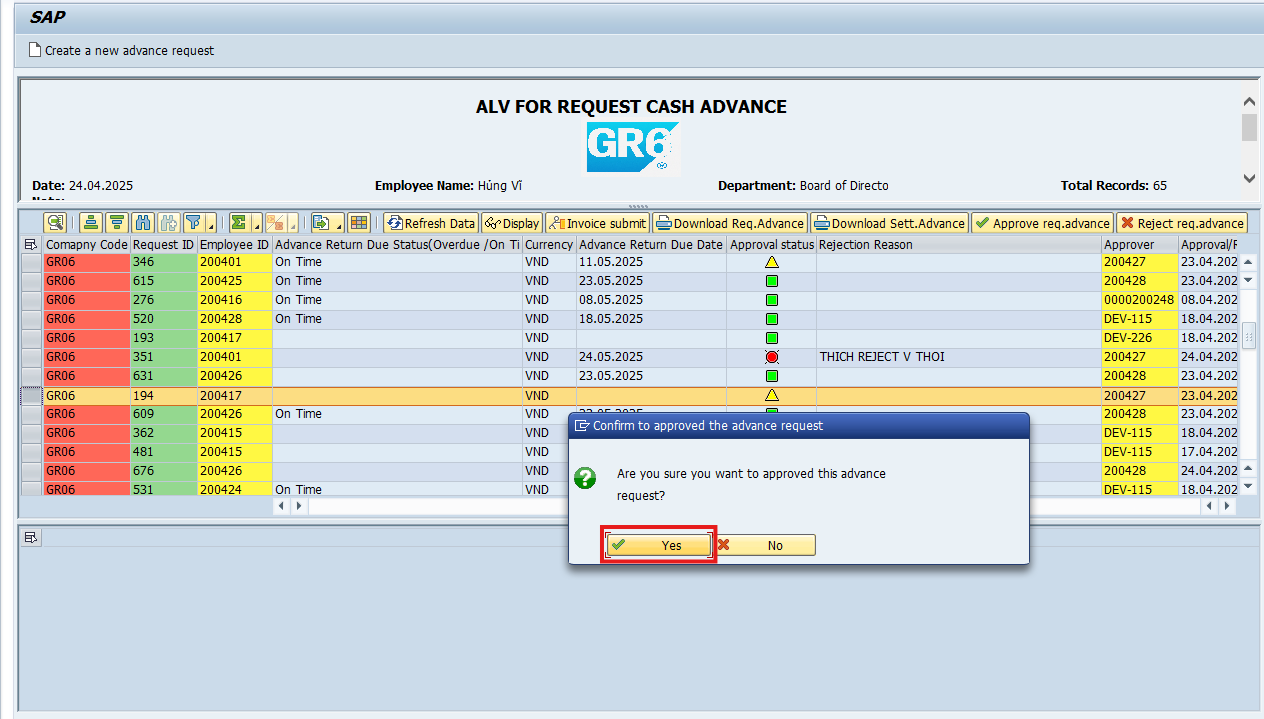 SAP
Create a new advance request
ALV FOR REQUEST CASH ADVANCE
GR6
Date: 24.04.2025 Employee Name: Hùng Vĩ Department: Board of Directo Total Records: 65
Refresh Data Display Invoice submit Download Req.Advance Download Sett.Advance Approve req.advance Reject req.advance
Comapny Code Request ID Employee ID Advance Return Due Status(Overdue /On Ti Currency Advance Return Due Date Approval status Rejection Reason Approver Approval/F
GR06 346 200401 On Time VND 11.05.2025 200427 23.04.202
GR06 615 200425 On Time VND 23.05.2025 200428 23.04.202
GR06 276 200416 On Time VND 08.05.2025 0000200248 08.04.202
GR06 520 200428 On Time VND 18.05.2025 DEV-115 18.04.202
GR06 193 200417 VND DEV-226 18.04.202
GR06 351 200401 VND 24.05.2025 THICH REJECT V THOI 200427 24.04.202
GR06 631 200426 VND 23.05.2025 200428 23.04.202
GR06 194 200417 VND 200427 23.04.202
GR06 609 200426 On Time VND 200428 23.04.202
GR06 362 200415 VND DEV-115 18.04.202
GR06 481 200415 VND DEV-115 17.04.202
GR06 676 200426 VND 200428 24.04.202
GR06 531 200424 On Time VND DEV-115 18.04.202
Confirm to approved the advance request
Are you sure you want to approved this advance
request?
Yes No